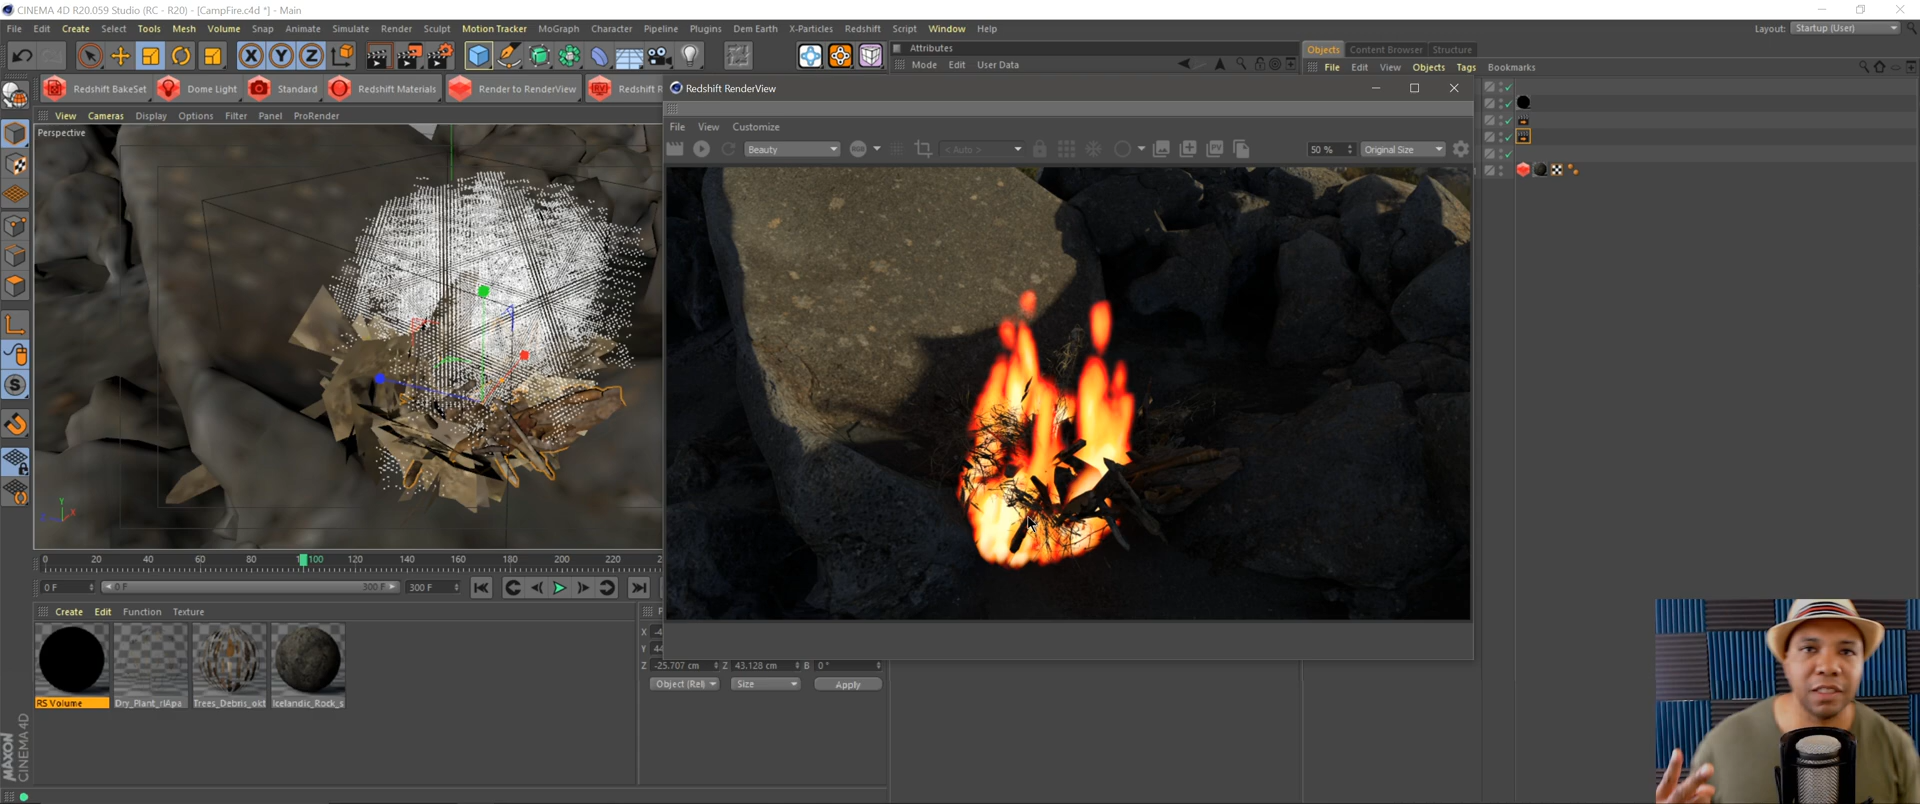 CINEMA 4D R20.059 Studio (RC - R20) - [CampFire.c4d *] - Main
File Edit Create Select Tools Mesh Volume Snap Animate Simulate Render Sculpt Motion Tracker MoGraph Character Pipeline Plugins Dem Earth X-Particles Redshift Script Window Help
Layout: Startup (User)
X Y Z
Attributes
Objects Content Browser Structure
Mode Edit User Data
File Edit View Objects Tags Bookmarks
Redshift BakeSet Dome Light Standard Redshift Materials Render to RenderView Redshift R
Redshift RenderView
View Cameras Display Options Filter Panel ProRender
File View Customize
Perspective
Beauty
< Auto >
50 %
Original Size
Y
X
0 20 40 60 80 100 120 140 160 180 200 220
0 F
0 F
300 F
300 F
Create Edit Function Texture
RS Volume
Dry_Plant_rlApa
Trees_Debris_okt
Icelandic_Rock_s
X
Y
Z -25.707 cm Z 43.128 cm B 0 °
Object (Rel) Size Apply
MAXON
CINEMA 4D